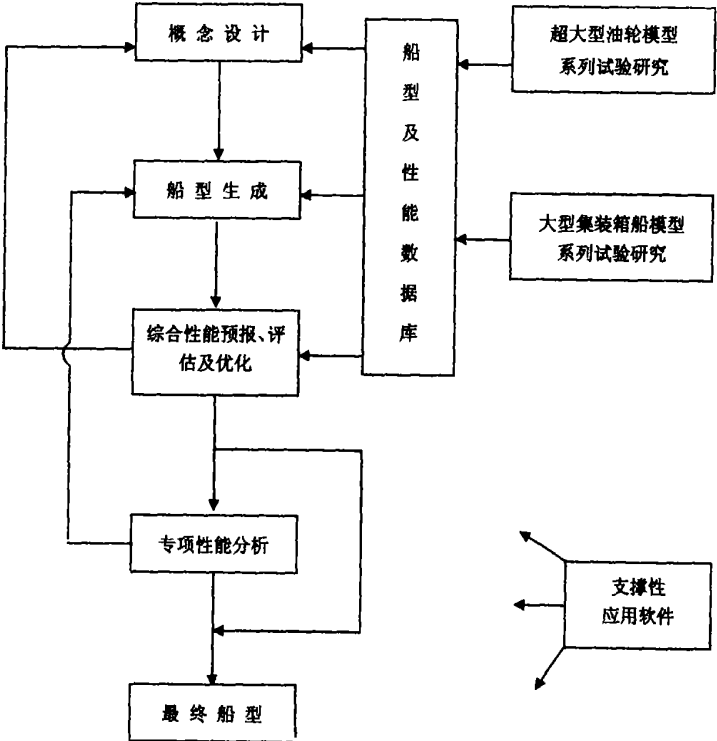 概念设计
船型及性能数据库
超大型油轮模型
系列试验研究
船型生成
大型集装箱船模型
系列试验研究
综合性能预报、评
估及优化
专项性能分析
支撑性
应用软件
最终船型